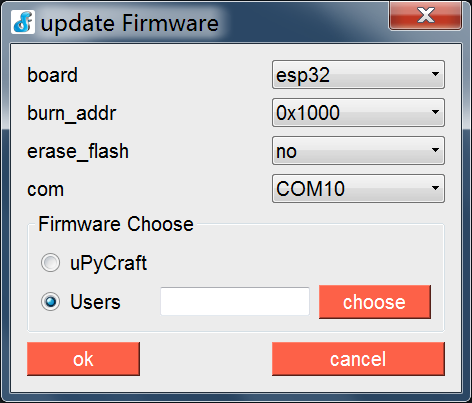 update Firmware
board esp32
burn_addr 0x1000
erase_flash no
com COM10
Firmware Choose
uPyCraft
Users choose
ok cancel